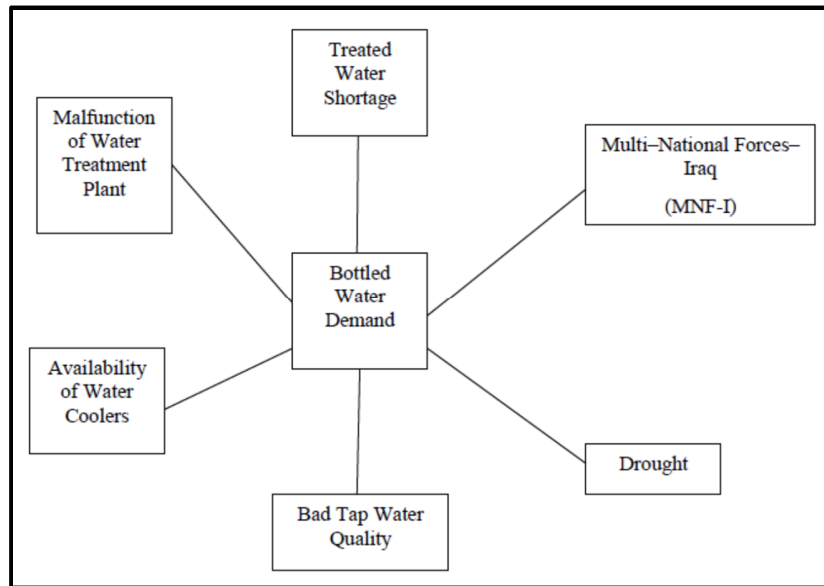 Treated
Water
Shortage
Malfunction
of Water
Treatment
Plant
Multi–National Forces–
Iraq
(MNF-I)
Bottled
Water
Demand
Availability
of Water
Coolers
Drought
Bad Tap Water
Quality